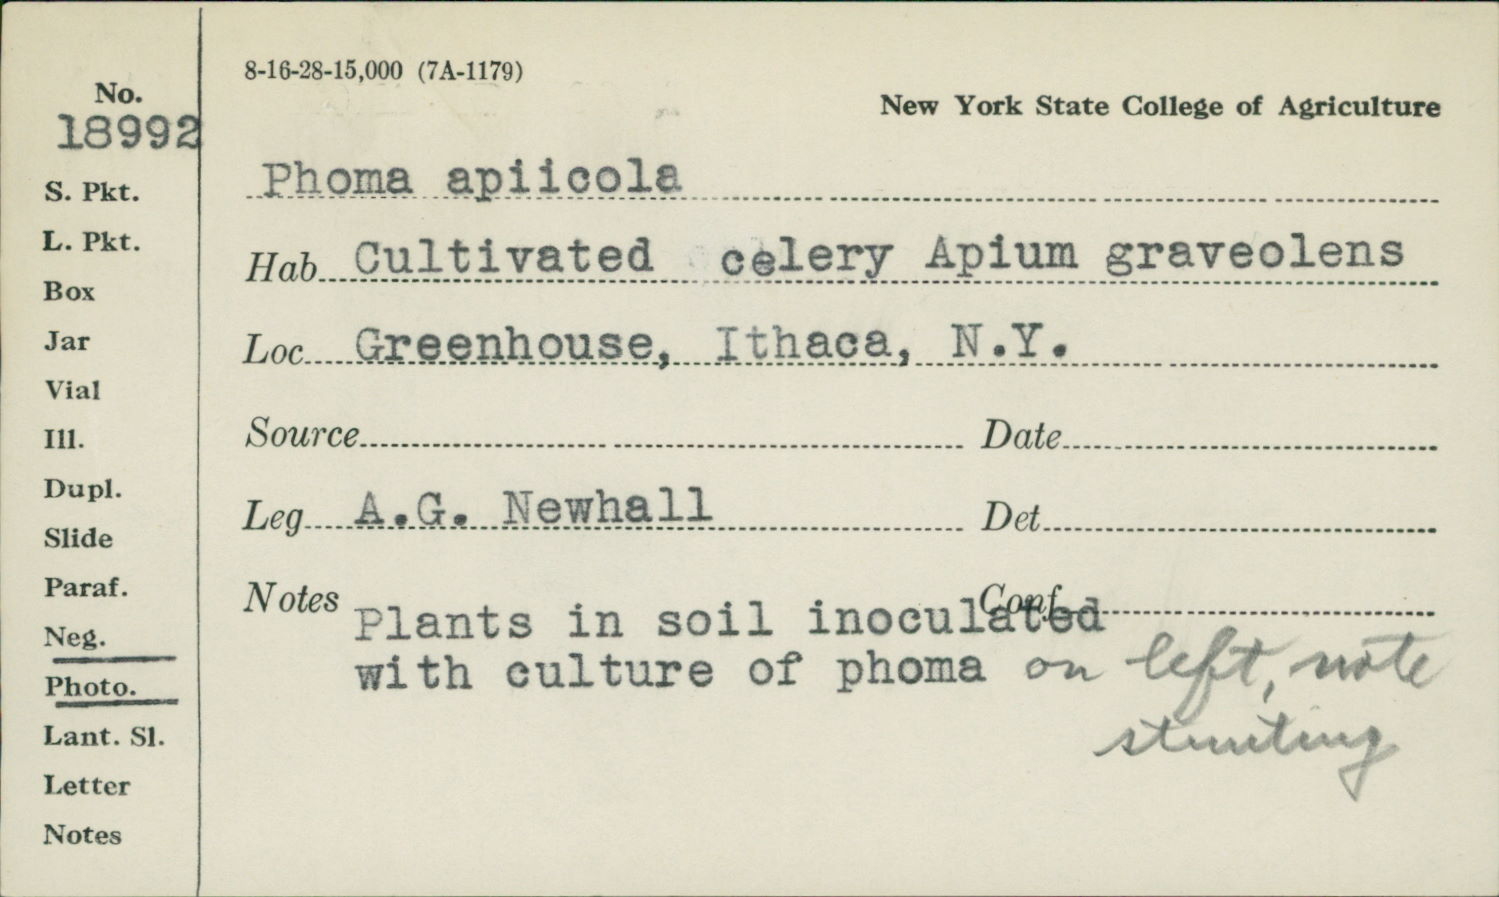 8-16-28-15,000 (7A-1179)
New York State College of Agriculture
No.
18992
S. Pkt.
L. Pkt.
Box
Jar
Vial
Ill.
Dupl.
Slide
Paraf.
Neg.
Photo.
Lant. Sl.
Letter
Notes
Phoma apiicola
Hab Cultivated celery Apium graveolens
Loc Greenhouse, Ithaca, N.Y.
Source Date
Leg A.G. Newhall Det
Notes Conf.
Plants in soil inoculated
with culture of phoma on left, note
stunting